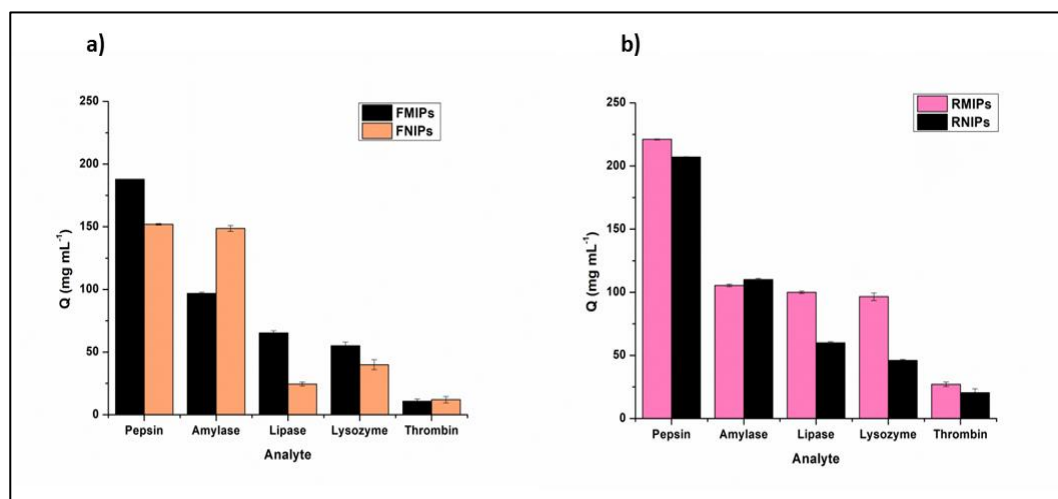 a)
250
200
150
100
50
0
Q (mg mL⁻¹)
FMIPs
FNIPs
Pepsin Amylase Lipase Lysozyme Thrombin
Analyte
b)
250
200
150
100
50
0
Q (mg mL⁻¹)
RMIPs
RNIPs
Pepsin Amylase Lipase Lysozyme Thrombin
Analyte